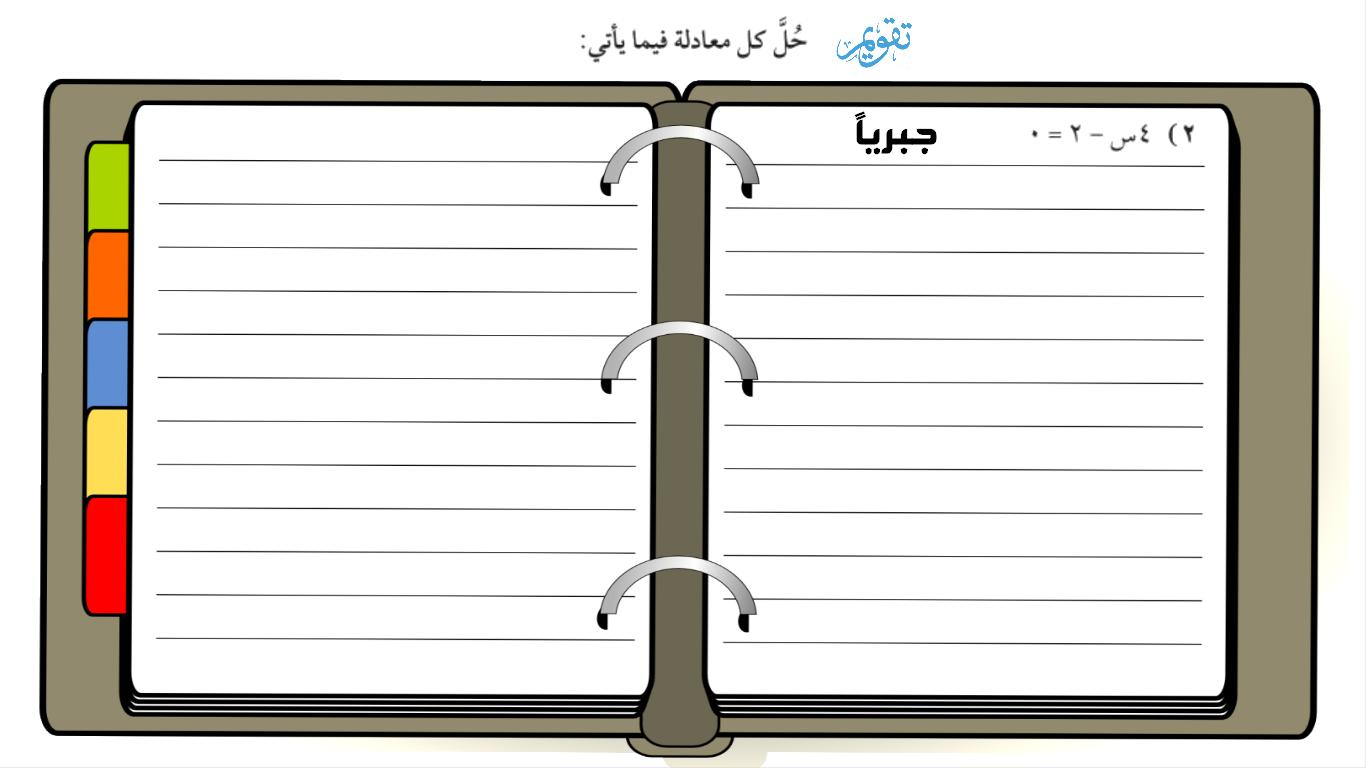 تقويم حُلَّ كل معادلة فيما يأتي:
٢) ٤س − ٢ = ٠ جبرياً